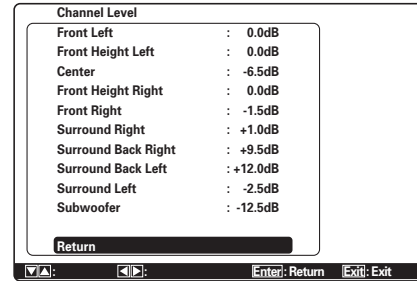 Channel Level
Front Left : 0.0dB
Front Height Left : 0.0dB
Center : -6.5dB
Front Height Right : 0.0dB
Front Right : -1.5dB
Surround Right : +1.0dB
Surround Back Right : +9.5dB
Surround Back Left : +12.0dB
Surround Left : -2.5dB
Subwoofer : -12.5dB
Return
▼▲: ◀▶: Enter: Return Exit: Exit